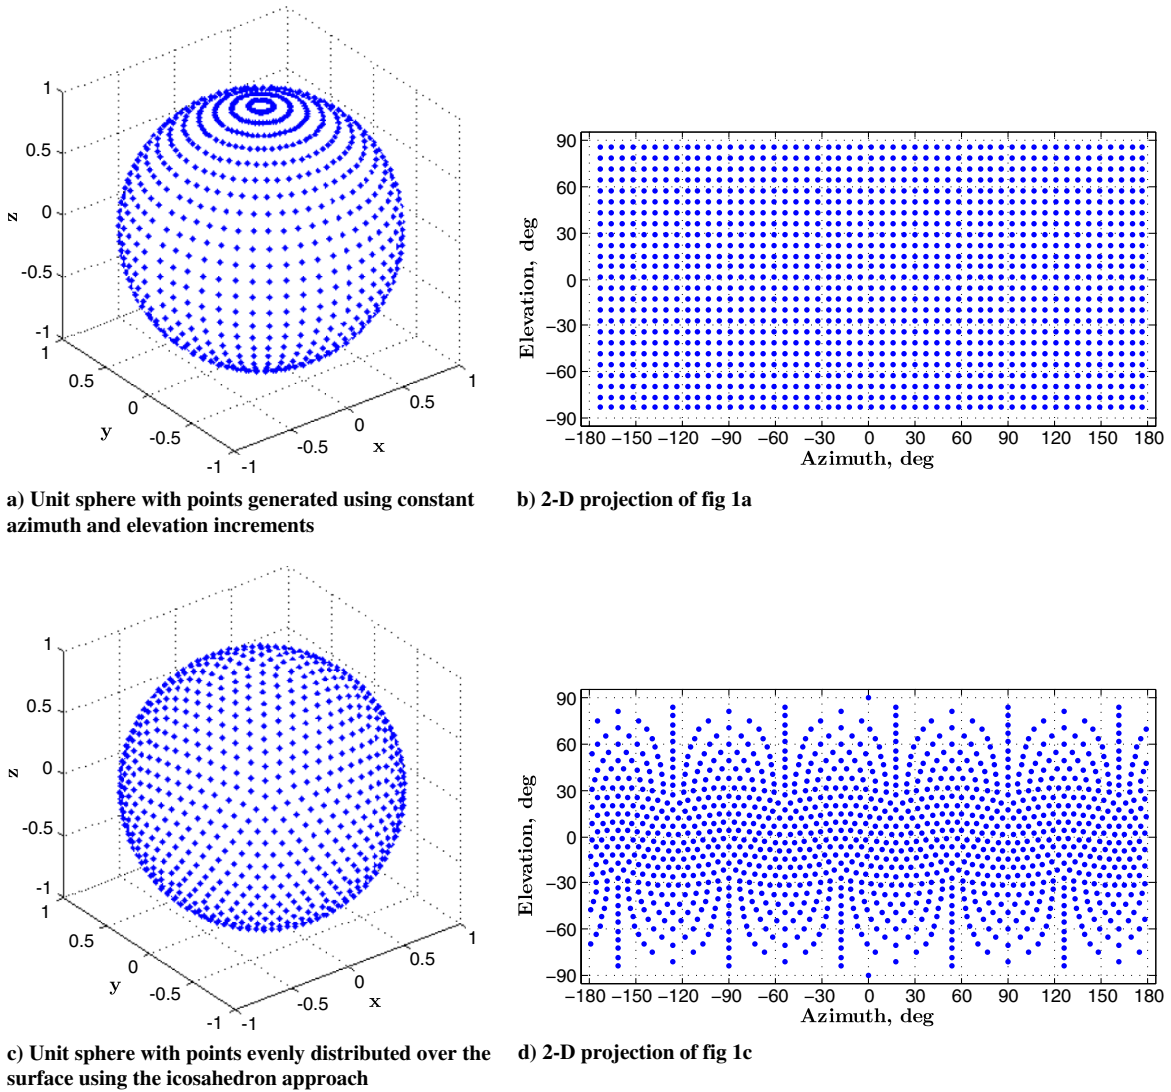 1
0.5
0
-0.5
-1
z
1
0.5
0
-0.5
-1
y
-1
-0.5
0
0.5
1
x
90
60
30
0
−30
−60
−90
Elevation, deg
−180 −150 −120 −90 −60 −30 0 30 60 90 120 150 180
Azimuth, deg
a) Unit sphere with points generated using constant
azimuth and elevation increments
b) 2-D projection of fig 1a
1
0.5
0
-0.5
-1
z
1
0.5
0
-0.5
-1
y
-1
-0.5
0
0.5
1
x
90
60
30
0
−30
−60
−90
Elevation, deg
−180 −150 −120 −90 −60 −30 0 30 60 90 120 150 180
Azimuth, deg
c) Unit sphere with points evenly distributed over the
surface using the icosahedron approach
d) 2-D projection of fig 1c